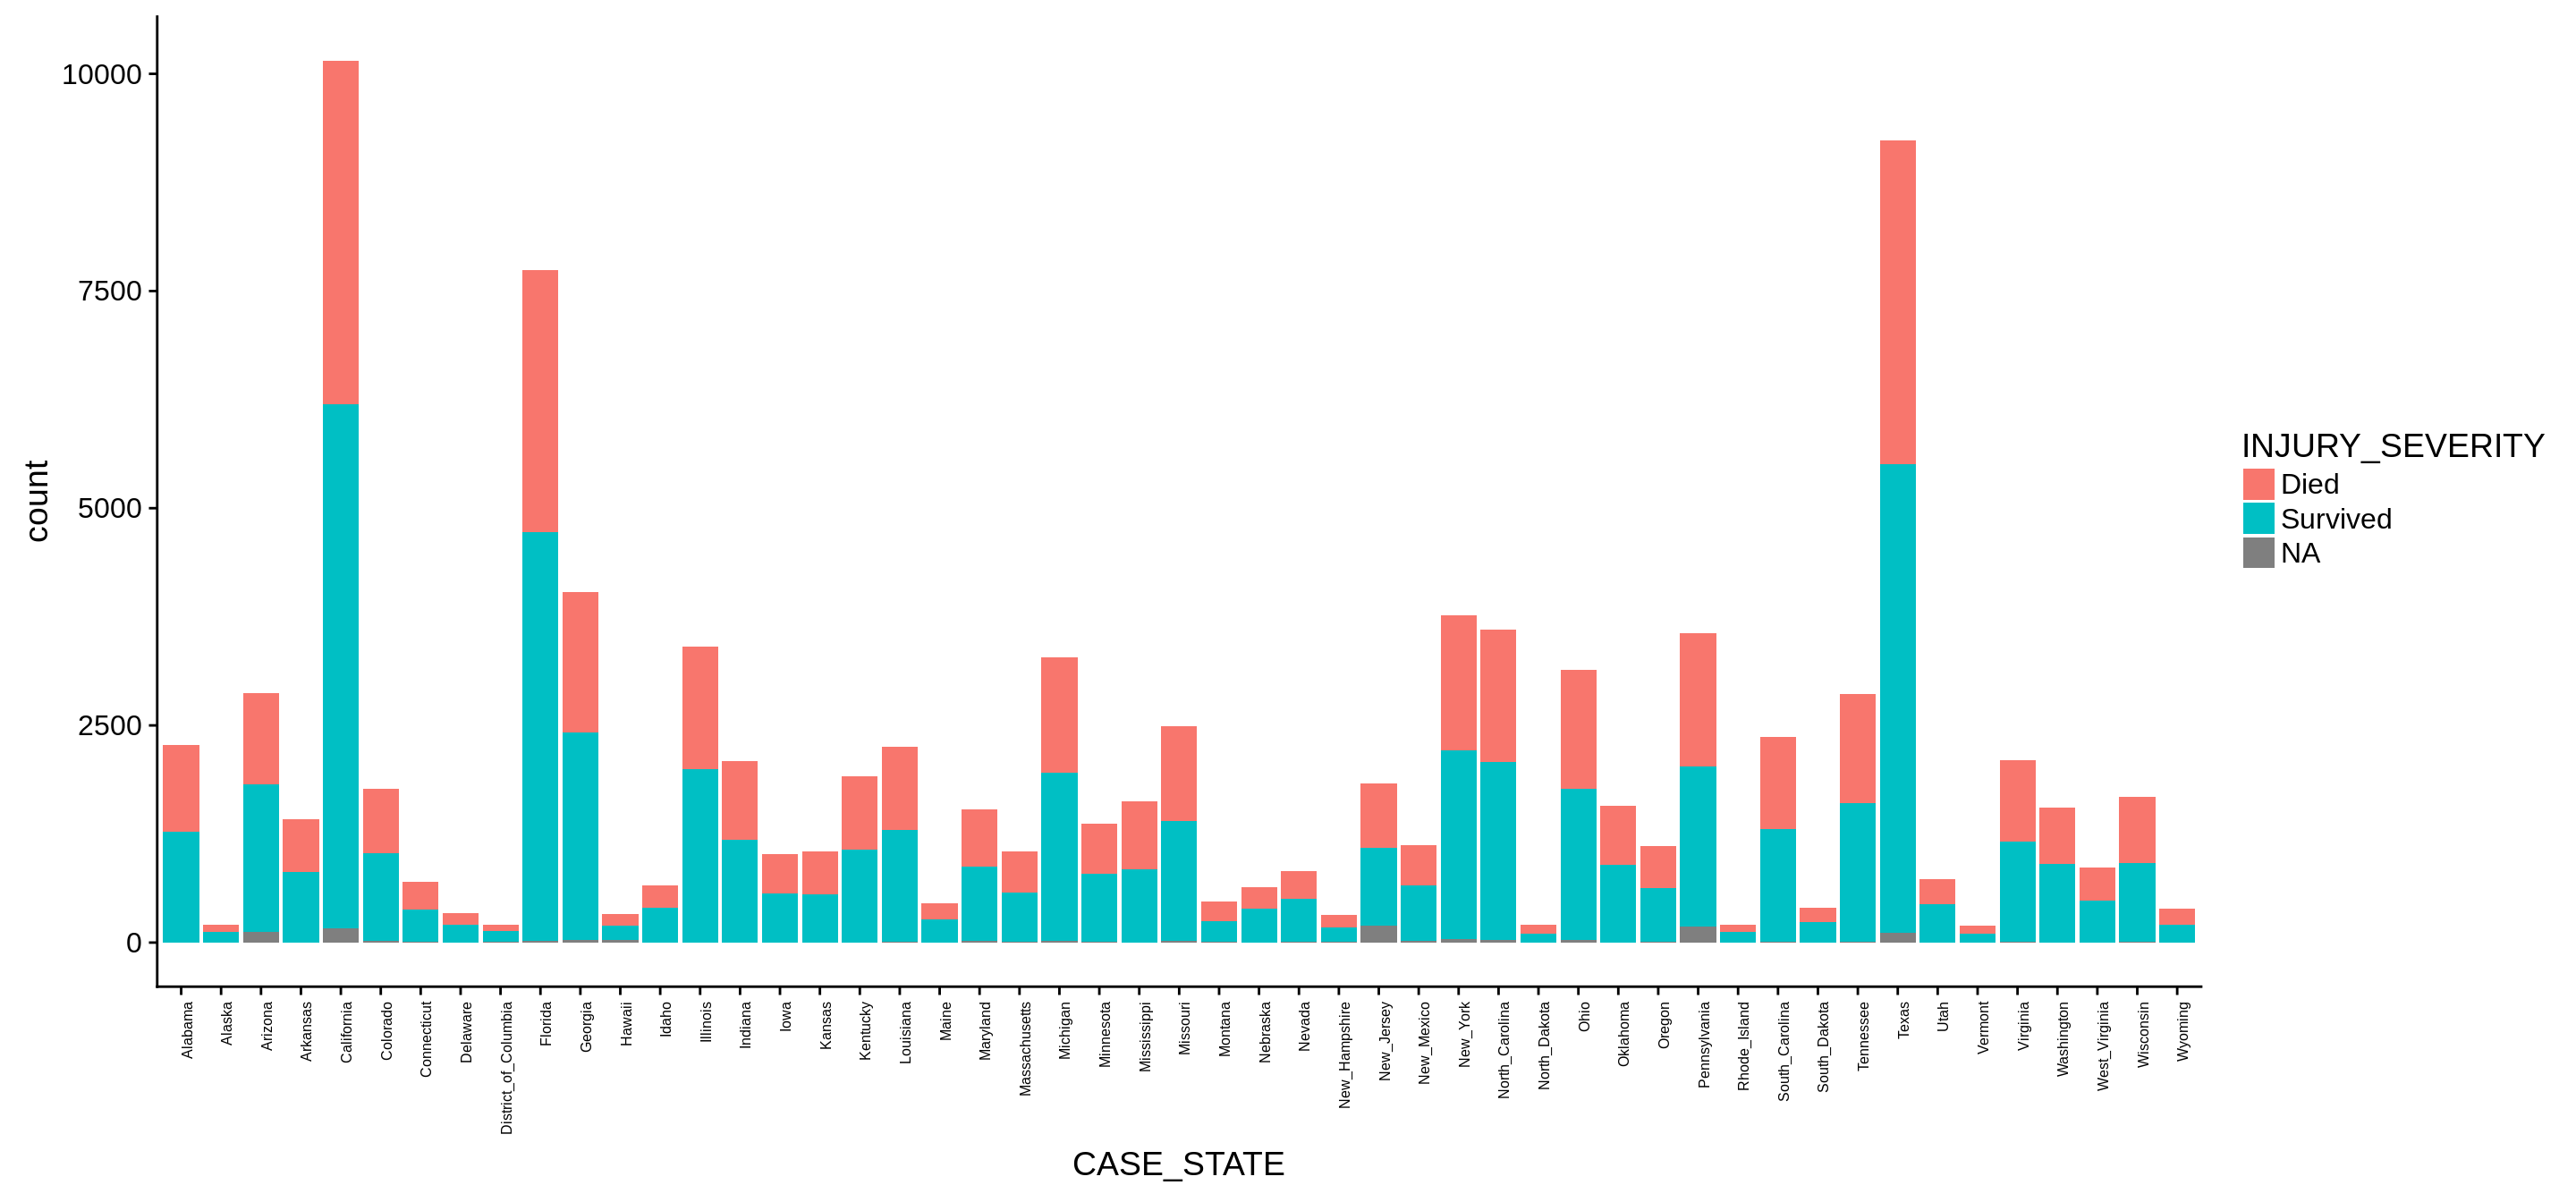 10000
7500
5000
2500
0
count
Alabama
Alaska
Arizona
Arkansas
California
Colorado
Connecticut
Delaware
District_of_Columbia
Florida
Georgia
Hawaii
Idaho
Illinois
Indiana
Iowa
Kansas
Kentucky
Louisiana
Maine
Maryland
Massachusetts
Michigan
Minnesota
Mississippi
Missouri
Montana
Nebraska
Nevada
New_Hampshire
New_Jersey
New_Mexico
New_York
North_Carolina
North_Dakota
Ohio
Oklahoma
Oregon
Pennsylvania
Rhode_Island
South_Carolina
South_Dakota
Tennessee
Texas
Utah
Vermont
Virginia
Washington
West_Virginia
Wisconsin
Wyoming
CASE_STATE
INJURY_SEVERITY
Died
Survived
NA